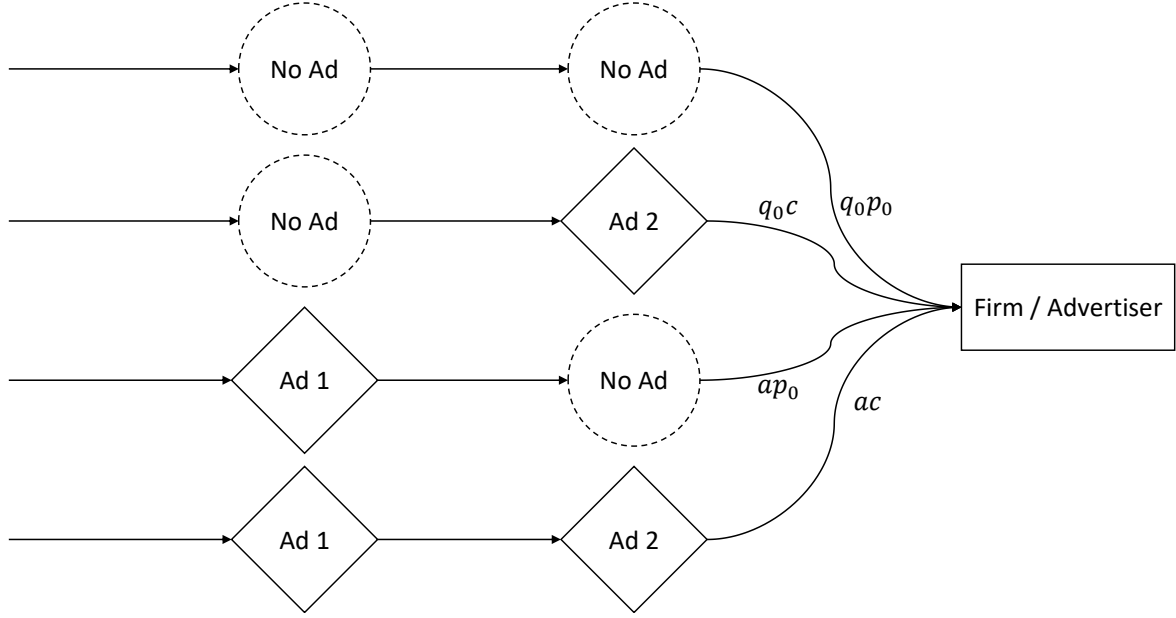 No Ad
No Ad
q₀p₀
No Ad
Ad 2
q₀c
Firm / Advertiser
Ad 1
No Ad
ap₀
ac
Ad 1
Ad 2